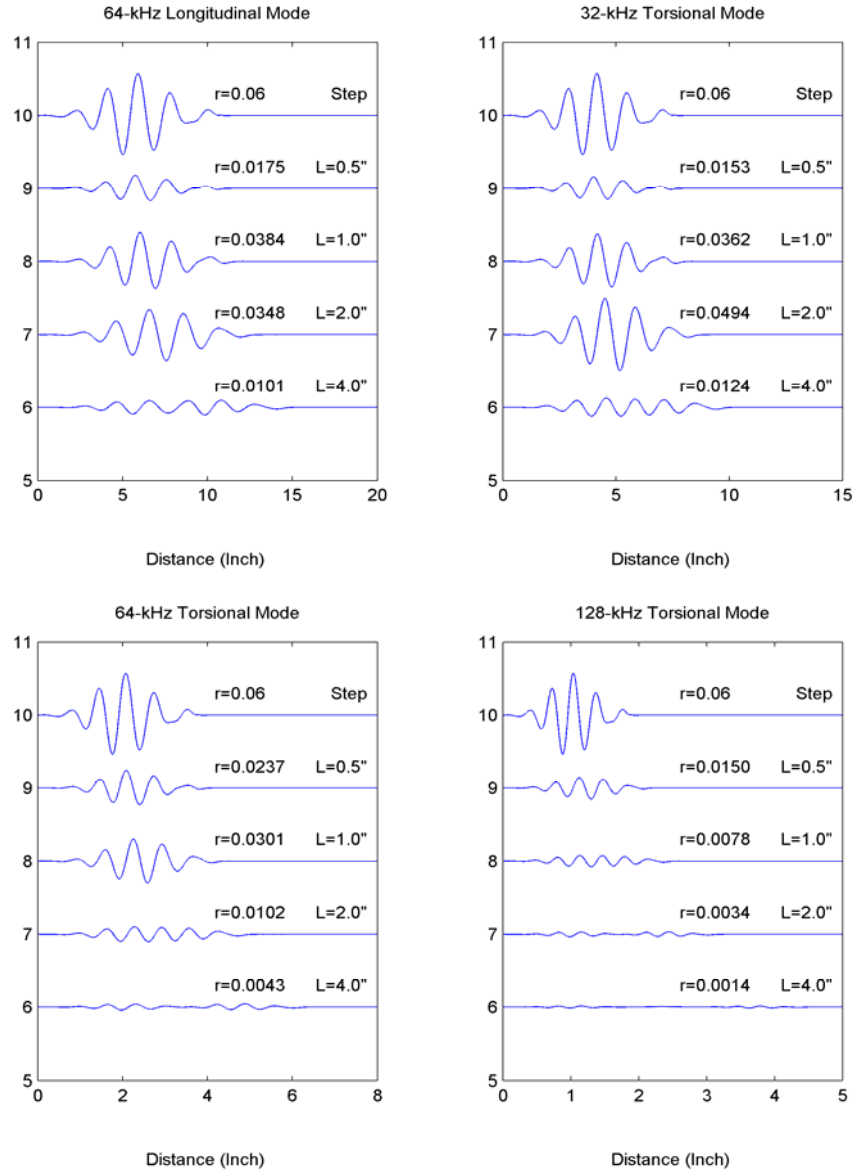 64-kHz Longitudinal Mode
11
10
9
8
7
6
5
r=0.06 Step
r=0.0175 L=0.5"
r=0.0384 L=1.0"
r=0.0348 L=2.0"
r=0.0101 L=4.0"
0 5 10 15 20
Distance (Inch)
32-kHz Torsional Mode
11
10
9
8
7
6
5
r=0.06 Step
r=0.0153 L=0.5"
r=0.0362 L=1.0"
r=0.0494 L=2.0"
r=0.0124 L=4.0"
0 5 10 15
Distance (Inch)
64-kHz Torsional Mode
11
10
9
8
7
6
5
r=0.06 Step
r=0.0237 L=0.5"
r=0.0301 L=1.0"
r=0.0102 L=2.0"
r=0.0043 L=4.0"
0 2 4 6 8
Distance (Inch)
128-kHz Torsional Mode
11
10
9
8
7
6
5
r=0.06 Step
r=0.0150 L=0.5"
r=0.0078 L=1.0"
r=0.0034 L=2.0"
r=0.0014 L=4.0"
0 1 2 3 4 5
Distance (Inch)